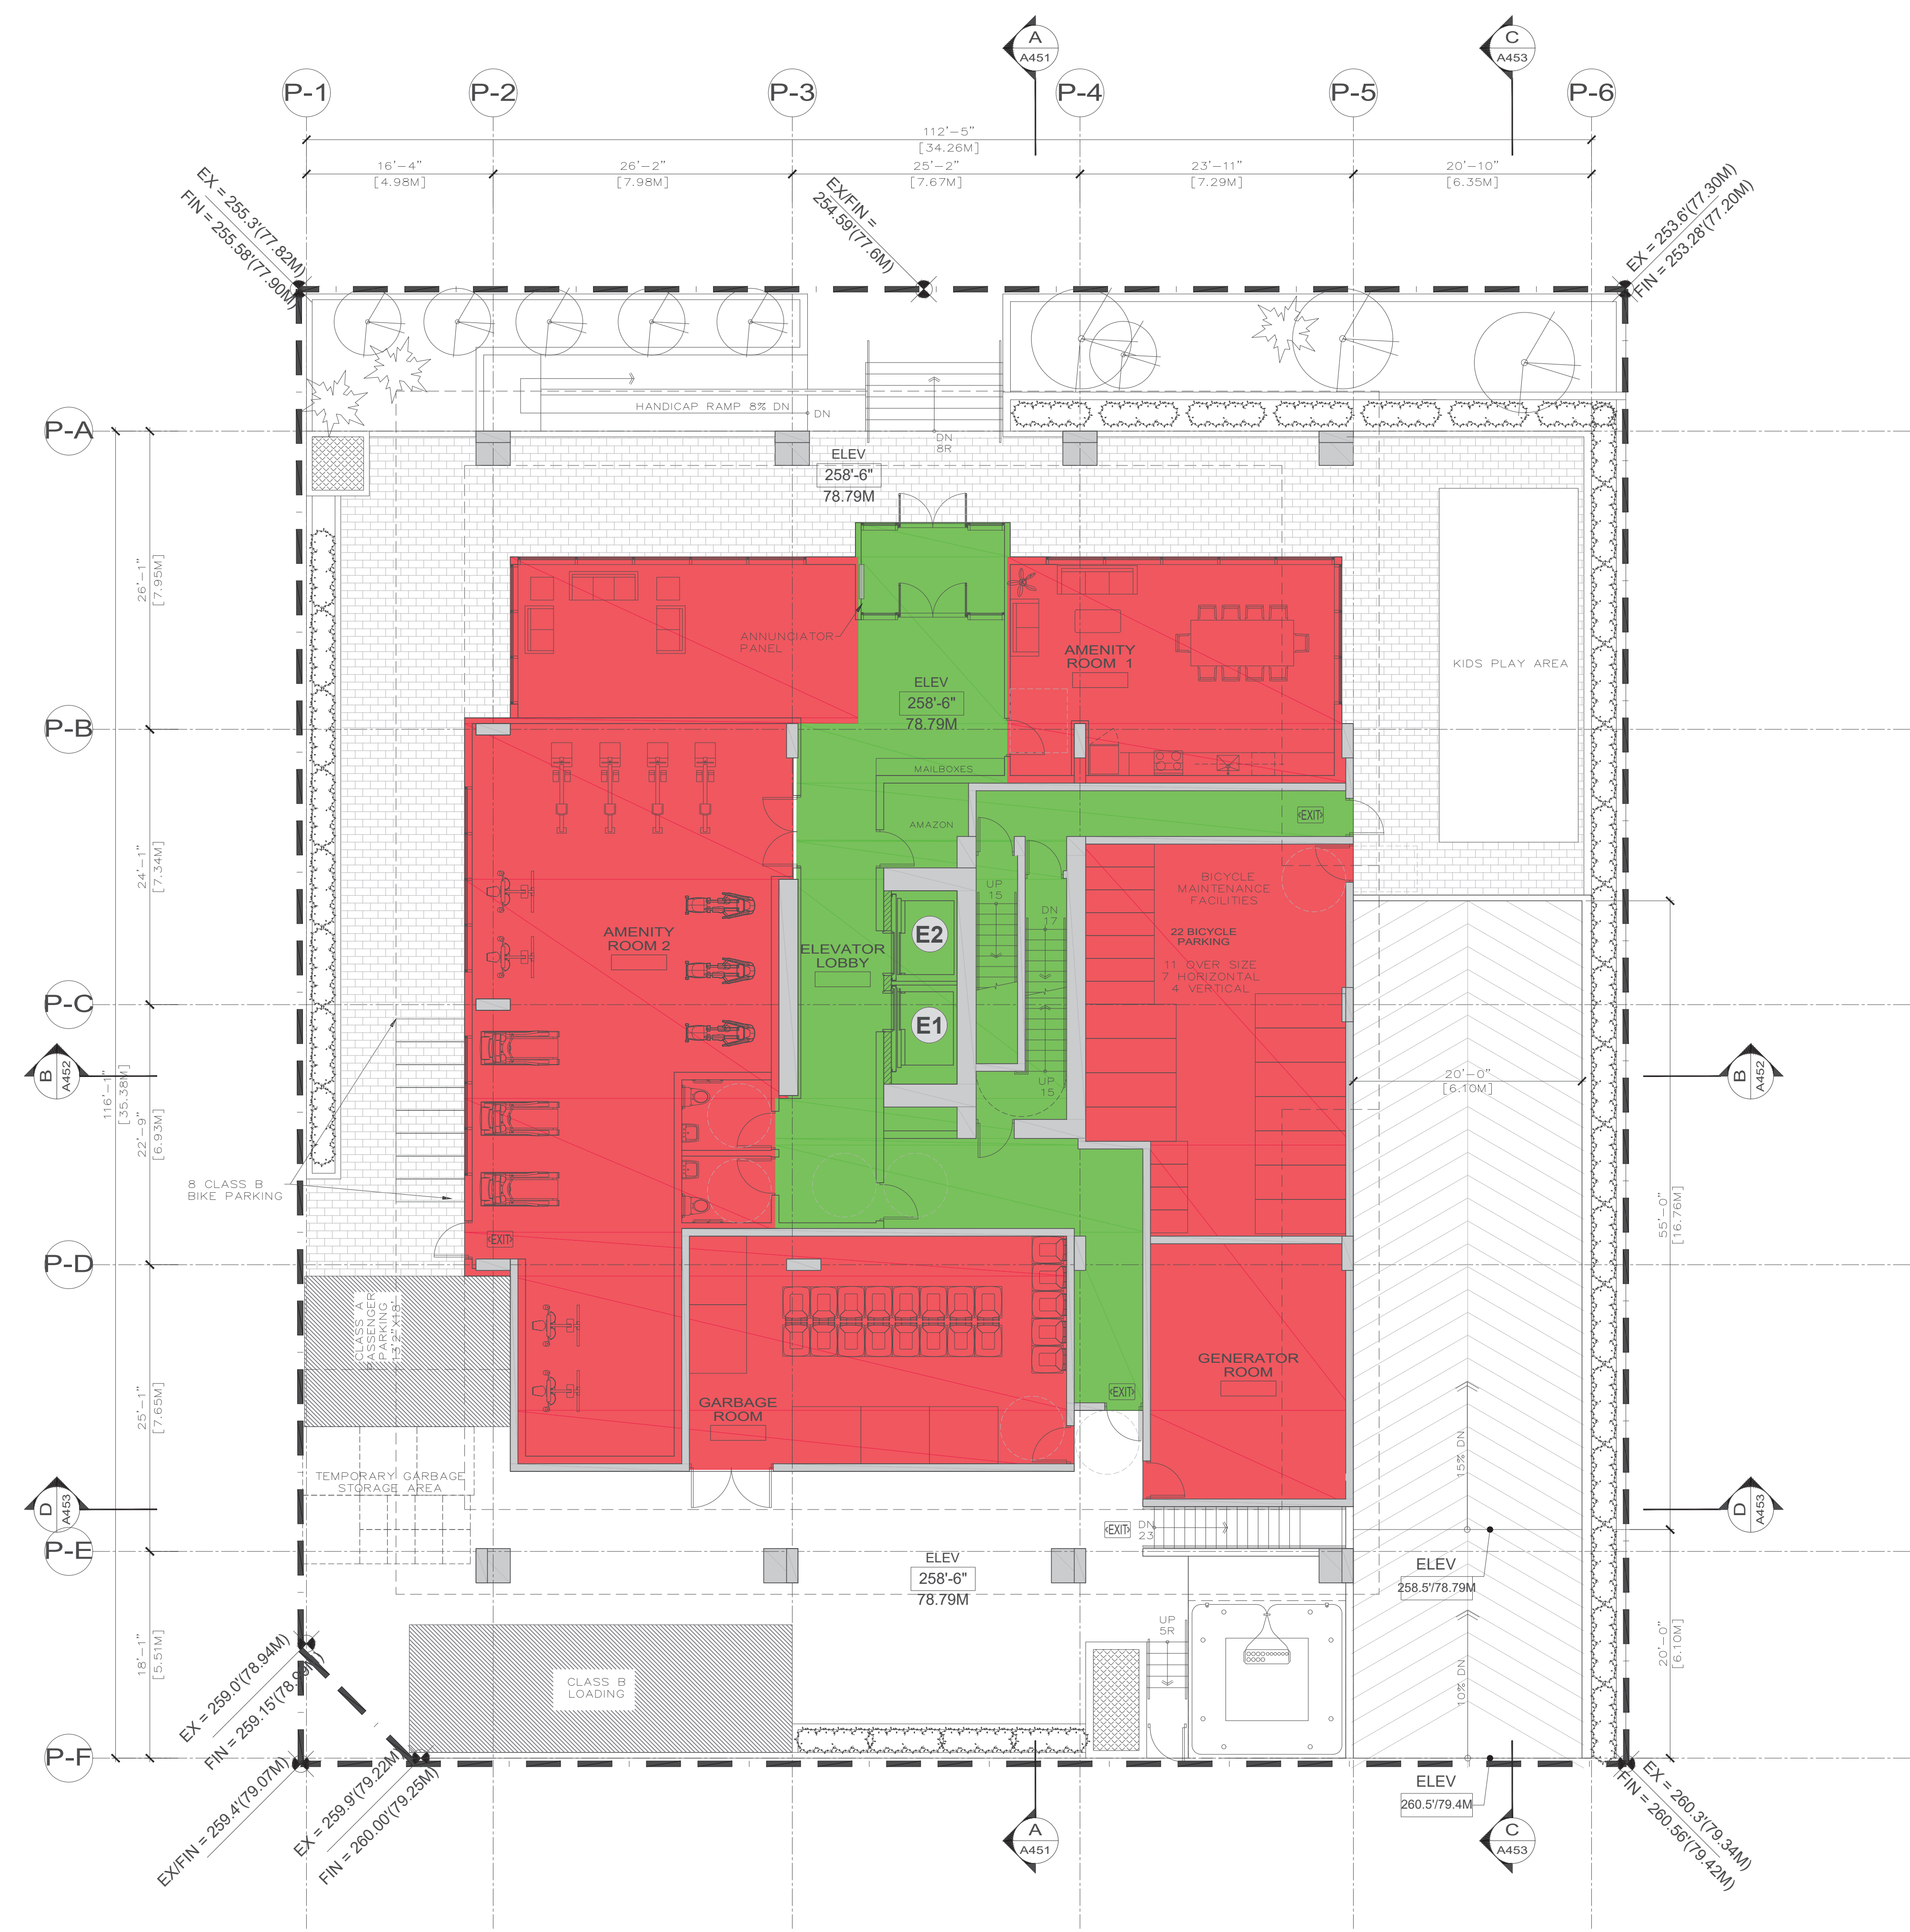 A
A451
C
A453
P-1
P-2
P-3
P-4
P-5
P-6
112'-5"
[34.26M]
16'-4"
[4.98M]
26'-2"
[7.98M]
25'-2"
[7.67M]
23'-11"
[7.29M]
20'-10"
[6.35M]
EX = 255.3'(77.82M)
FIN = 255.58'(77.90M)
EX/FIN =
254.59'(77.6M)
EX = 253.6'(77.30M)
FIN = 253.28'(77.20M)
HANDICAP RAMP 8% DN
DN
DN
8R
P-A
P-B
P-C
P-D
P-E
P-F
26'-1"
[7.95M]
24'-1"
[7.34M]
22'-9"
[6.93M]
25'-1"
[7.65M]
18'-1"
[5.51M]
116'-1"
[35.38M]
ELEV
258'-6"
78.79M
ANNUNCIATOR
PANEL
AMENITY
ROOM 1
KIDS PLAY AREA
ELEV
258'-6"
78.79M
MAILBOXES
AMAZON
EXIT
UP
15
DN
17
UP
15
BICYCLE
MAINTENANCE
FACILITIES
22 BICYCLE
PARKING
11 OVER SIZE
7 HORIZONTAL
4 VERTICAL
AMENITY
ROOM 2
ELEVATOR
LOBBY
E2
E1
B
A452
B
A452
20'-0"
[6.10M]
8 CLASS B
BIKE PARKING
EXIT
55'-0"
[16.76M]
CLASS A
PASSENGER
PARKING
13'2"X18'
GENERATOR
ROOM
EXIT
GARBAGE
ROOM
15% DN
TEMPORARY GARBAGE
STORAGE AREA
D
A453
D
A453
EXIT
DN
23
ELEV
258'-6"
78.79M
ELEV
258.5'/78.79M
UP
5R
CLASS B
LOADING
10% DN
20'-0"
[6.10M]
EX = 259.0'(78.94M)
FIN = 259.15'(78.
EX/FIN = 259.4'(79.07M)
EX = 259.9'(79.22M)
FIN = 260.00'(79.25M)
ELEV
260.5'/79.4M
EX = 260.3'(79.34M)
FIN = 260.56'(79.42M)
A
A451
C
A453